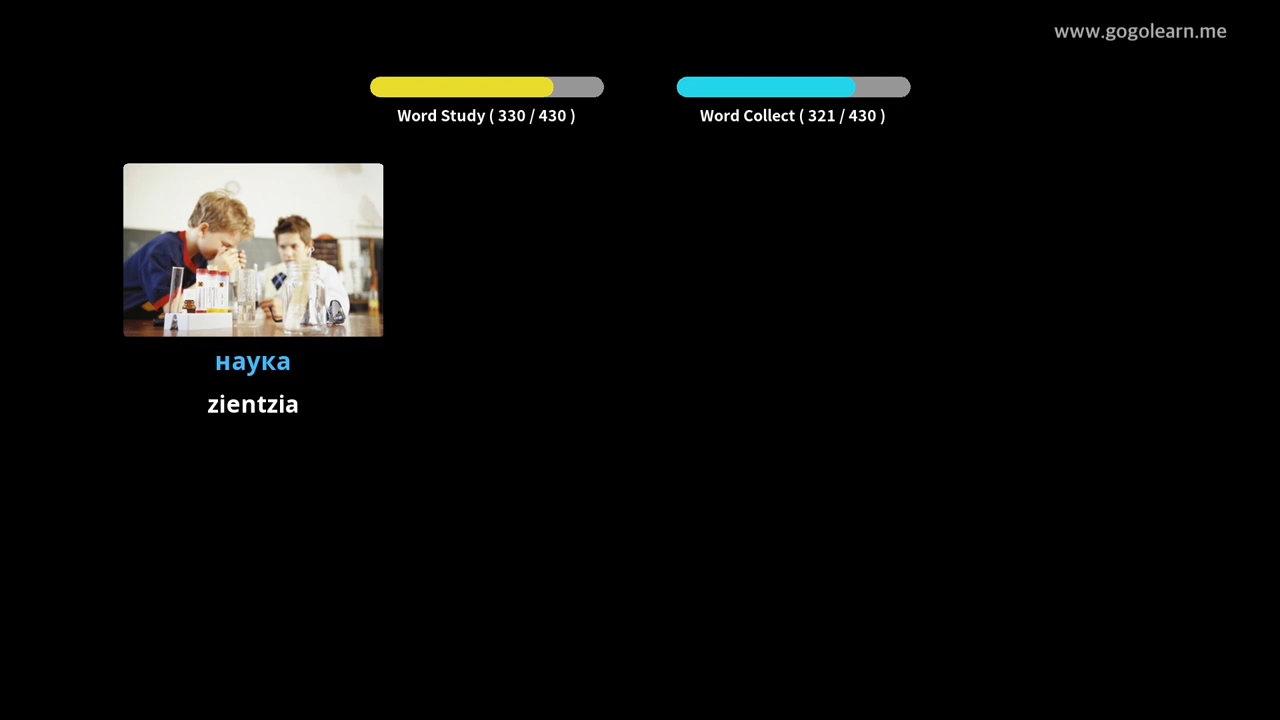 www.gogolearn.me
Word Study ( 330 / 430 )
Word Collect ( 321 / 430 )
наука
zientzia